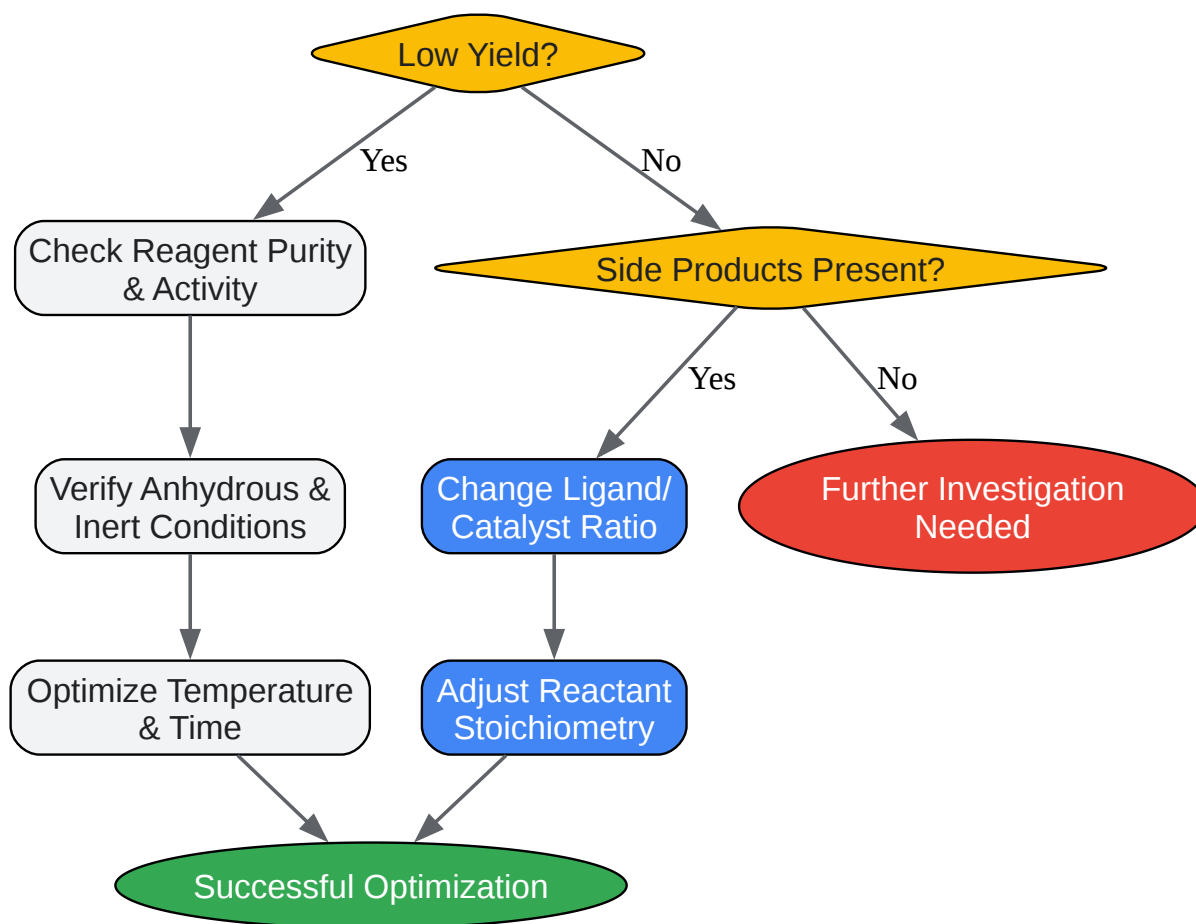 Low Yield?
Yes
No
Check Reagent Purity
& Activity
Side Products Present?
Yes
No
Verify Anhydrous &
Inert Conditions
Change Ligand/
Catalyst Ratio
Further Investigation
Needed
Optimize Temperature
& Time
Adjust Reactant
Stoichiometry
Successful Optimization